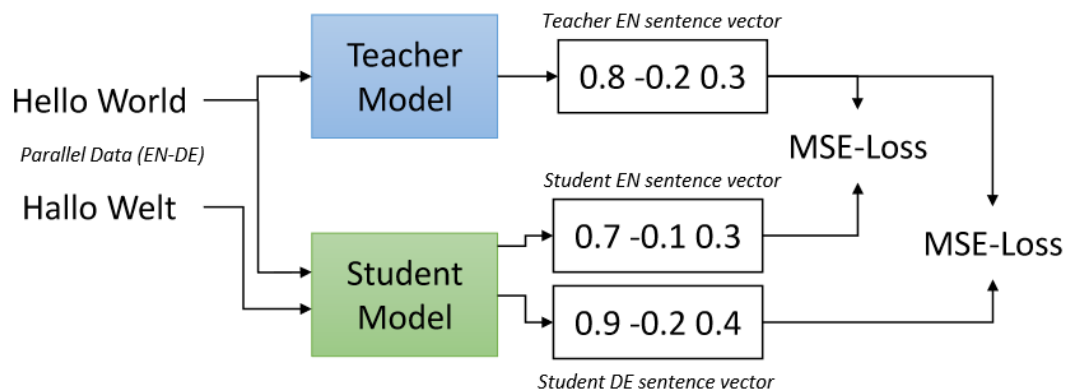 Teacher EN sentence vector
Teacher
Model
0.8 -0.2 0.3
Hello World
Parallel Data (EN-DE)
MSE-Loss
Hallo Welt
Student EN sentence vector
0.7 -0.1 0.3
MSE-Loss
Student
Model
0.9 -0.2 0.4
Student DE sentence vector